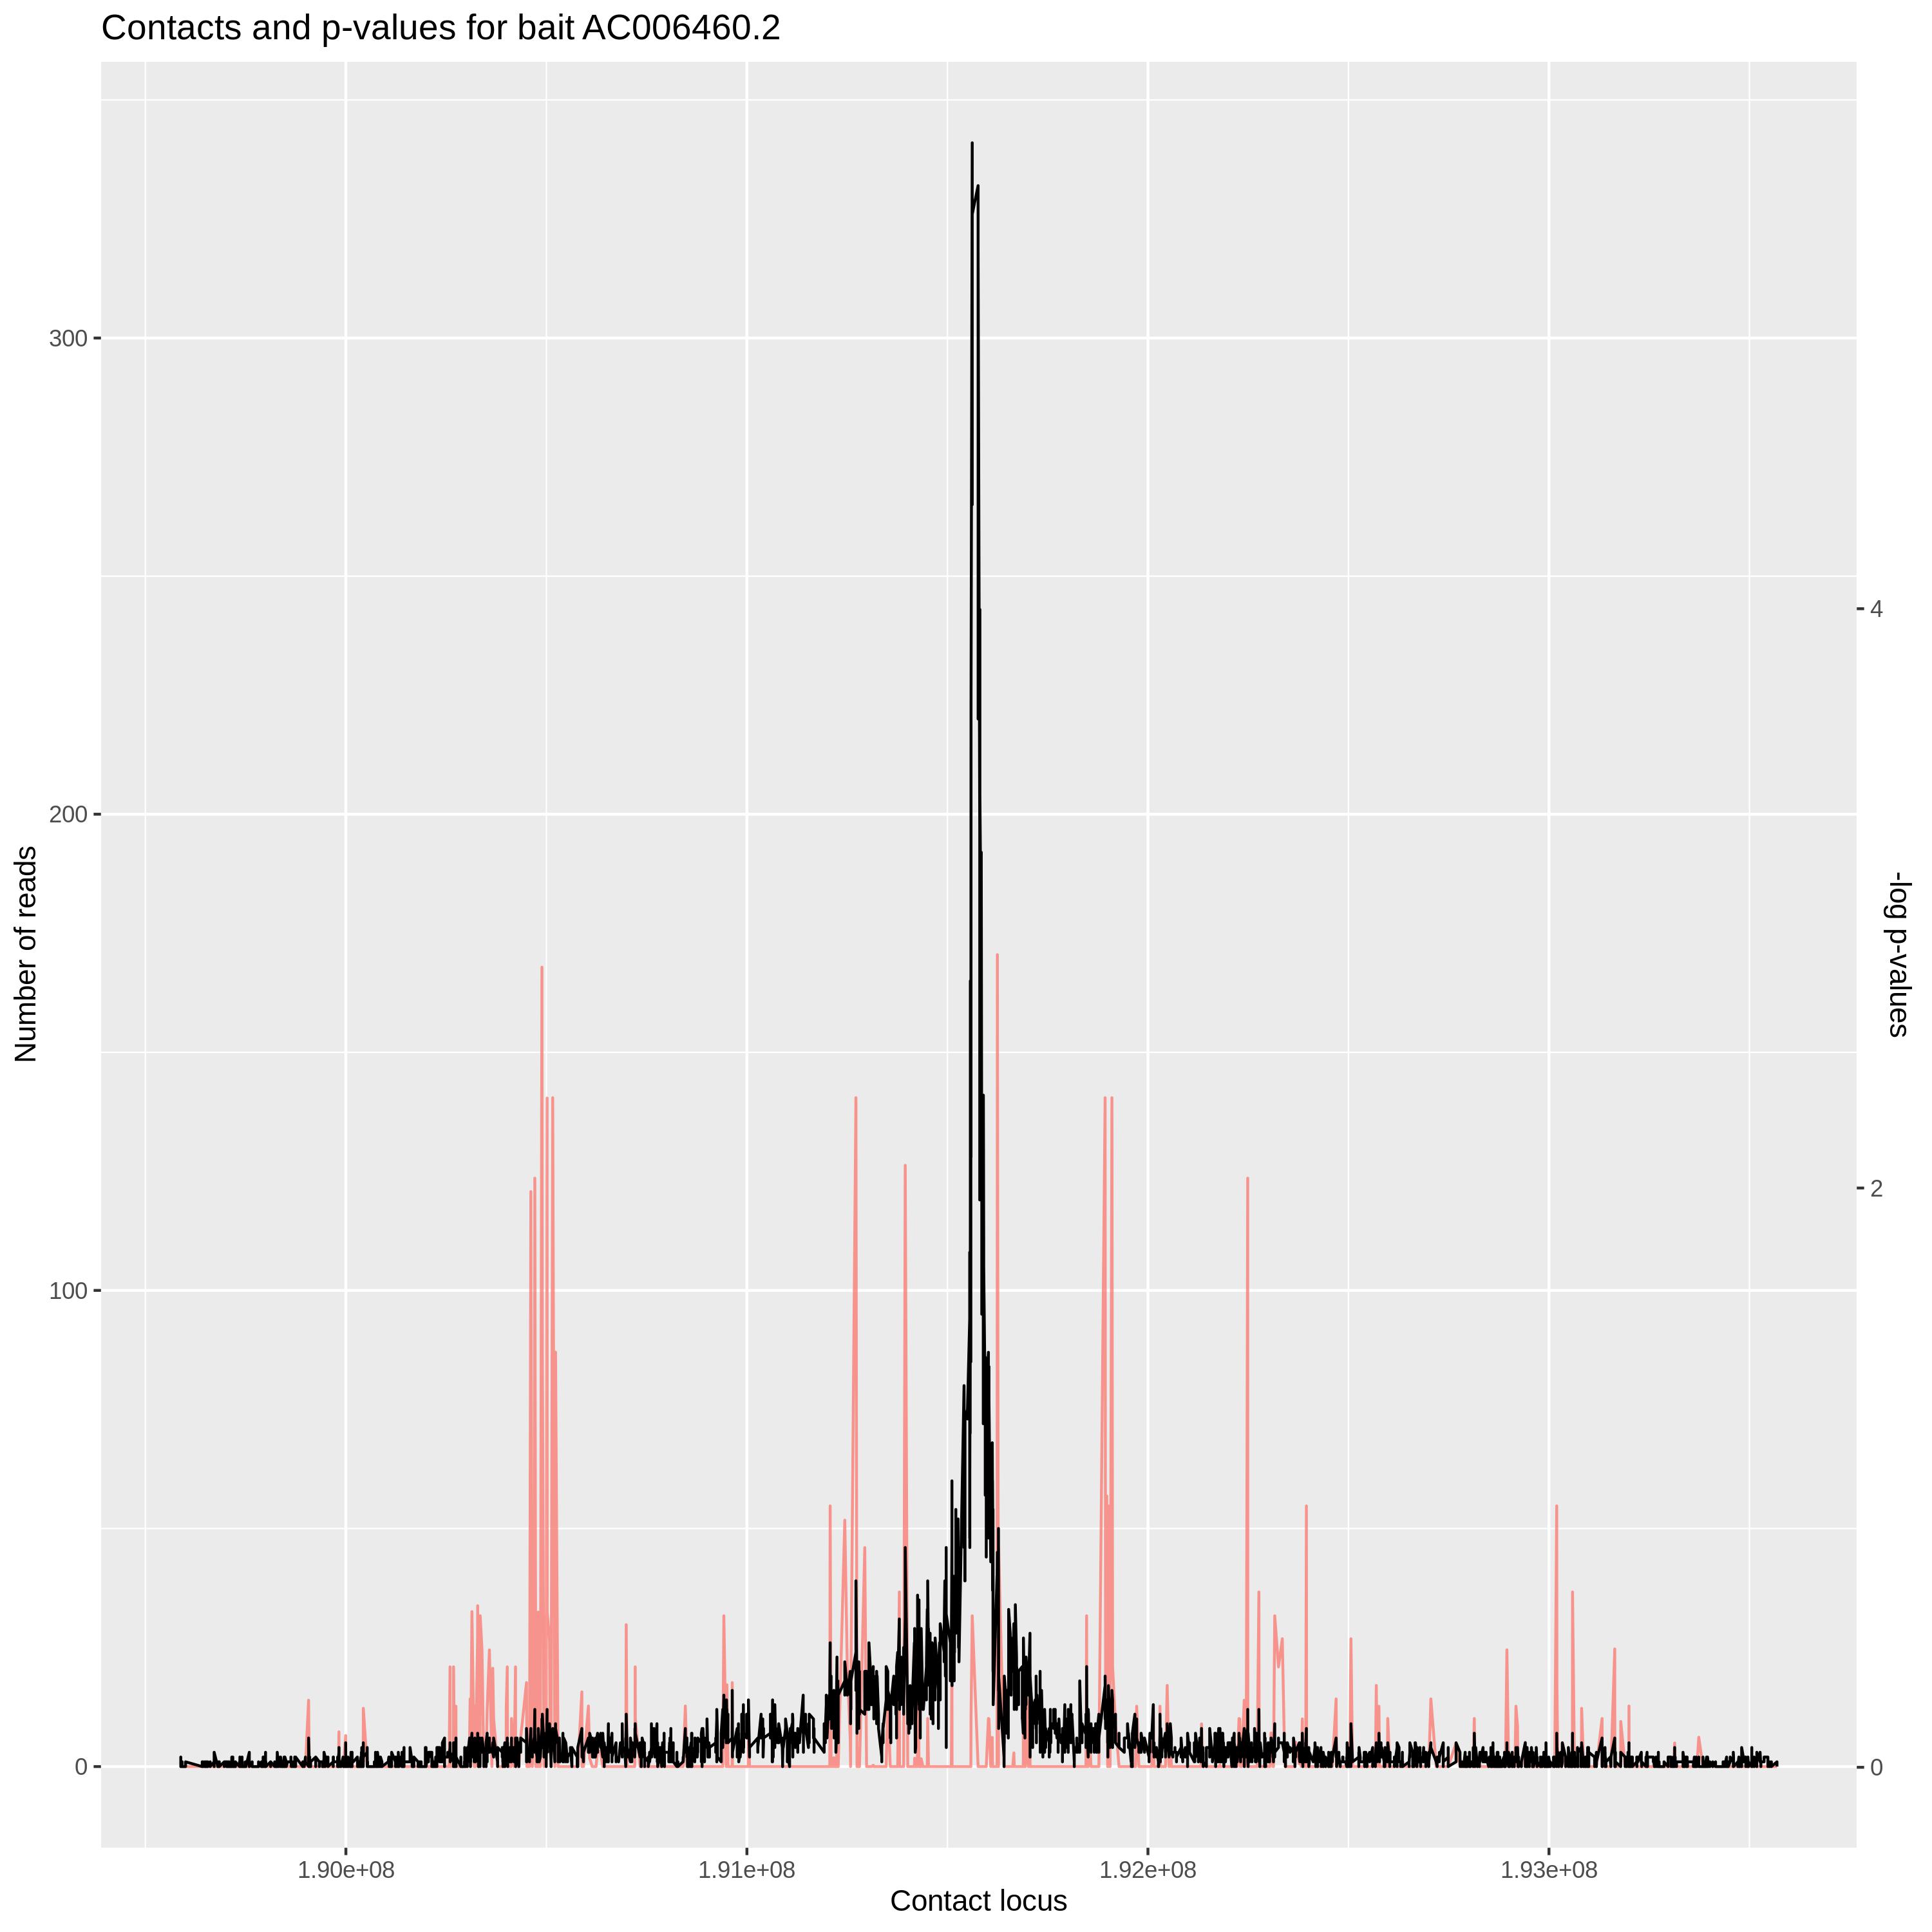 Contacts and p-values for bait AC006460.2
300
200
100
0
Number of reads
4
2
0
-log p-values
1.90e+08
1.91e+08
1.92e+08
1.93e+08
Contact locus